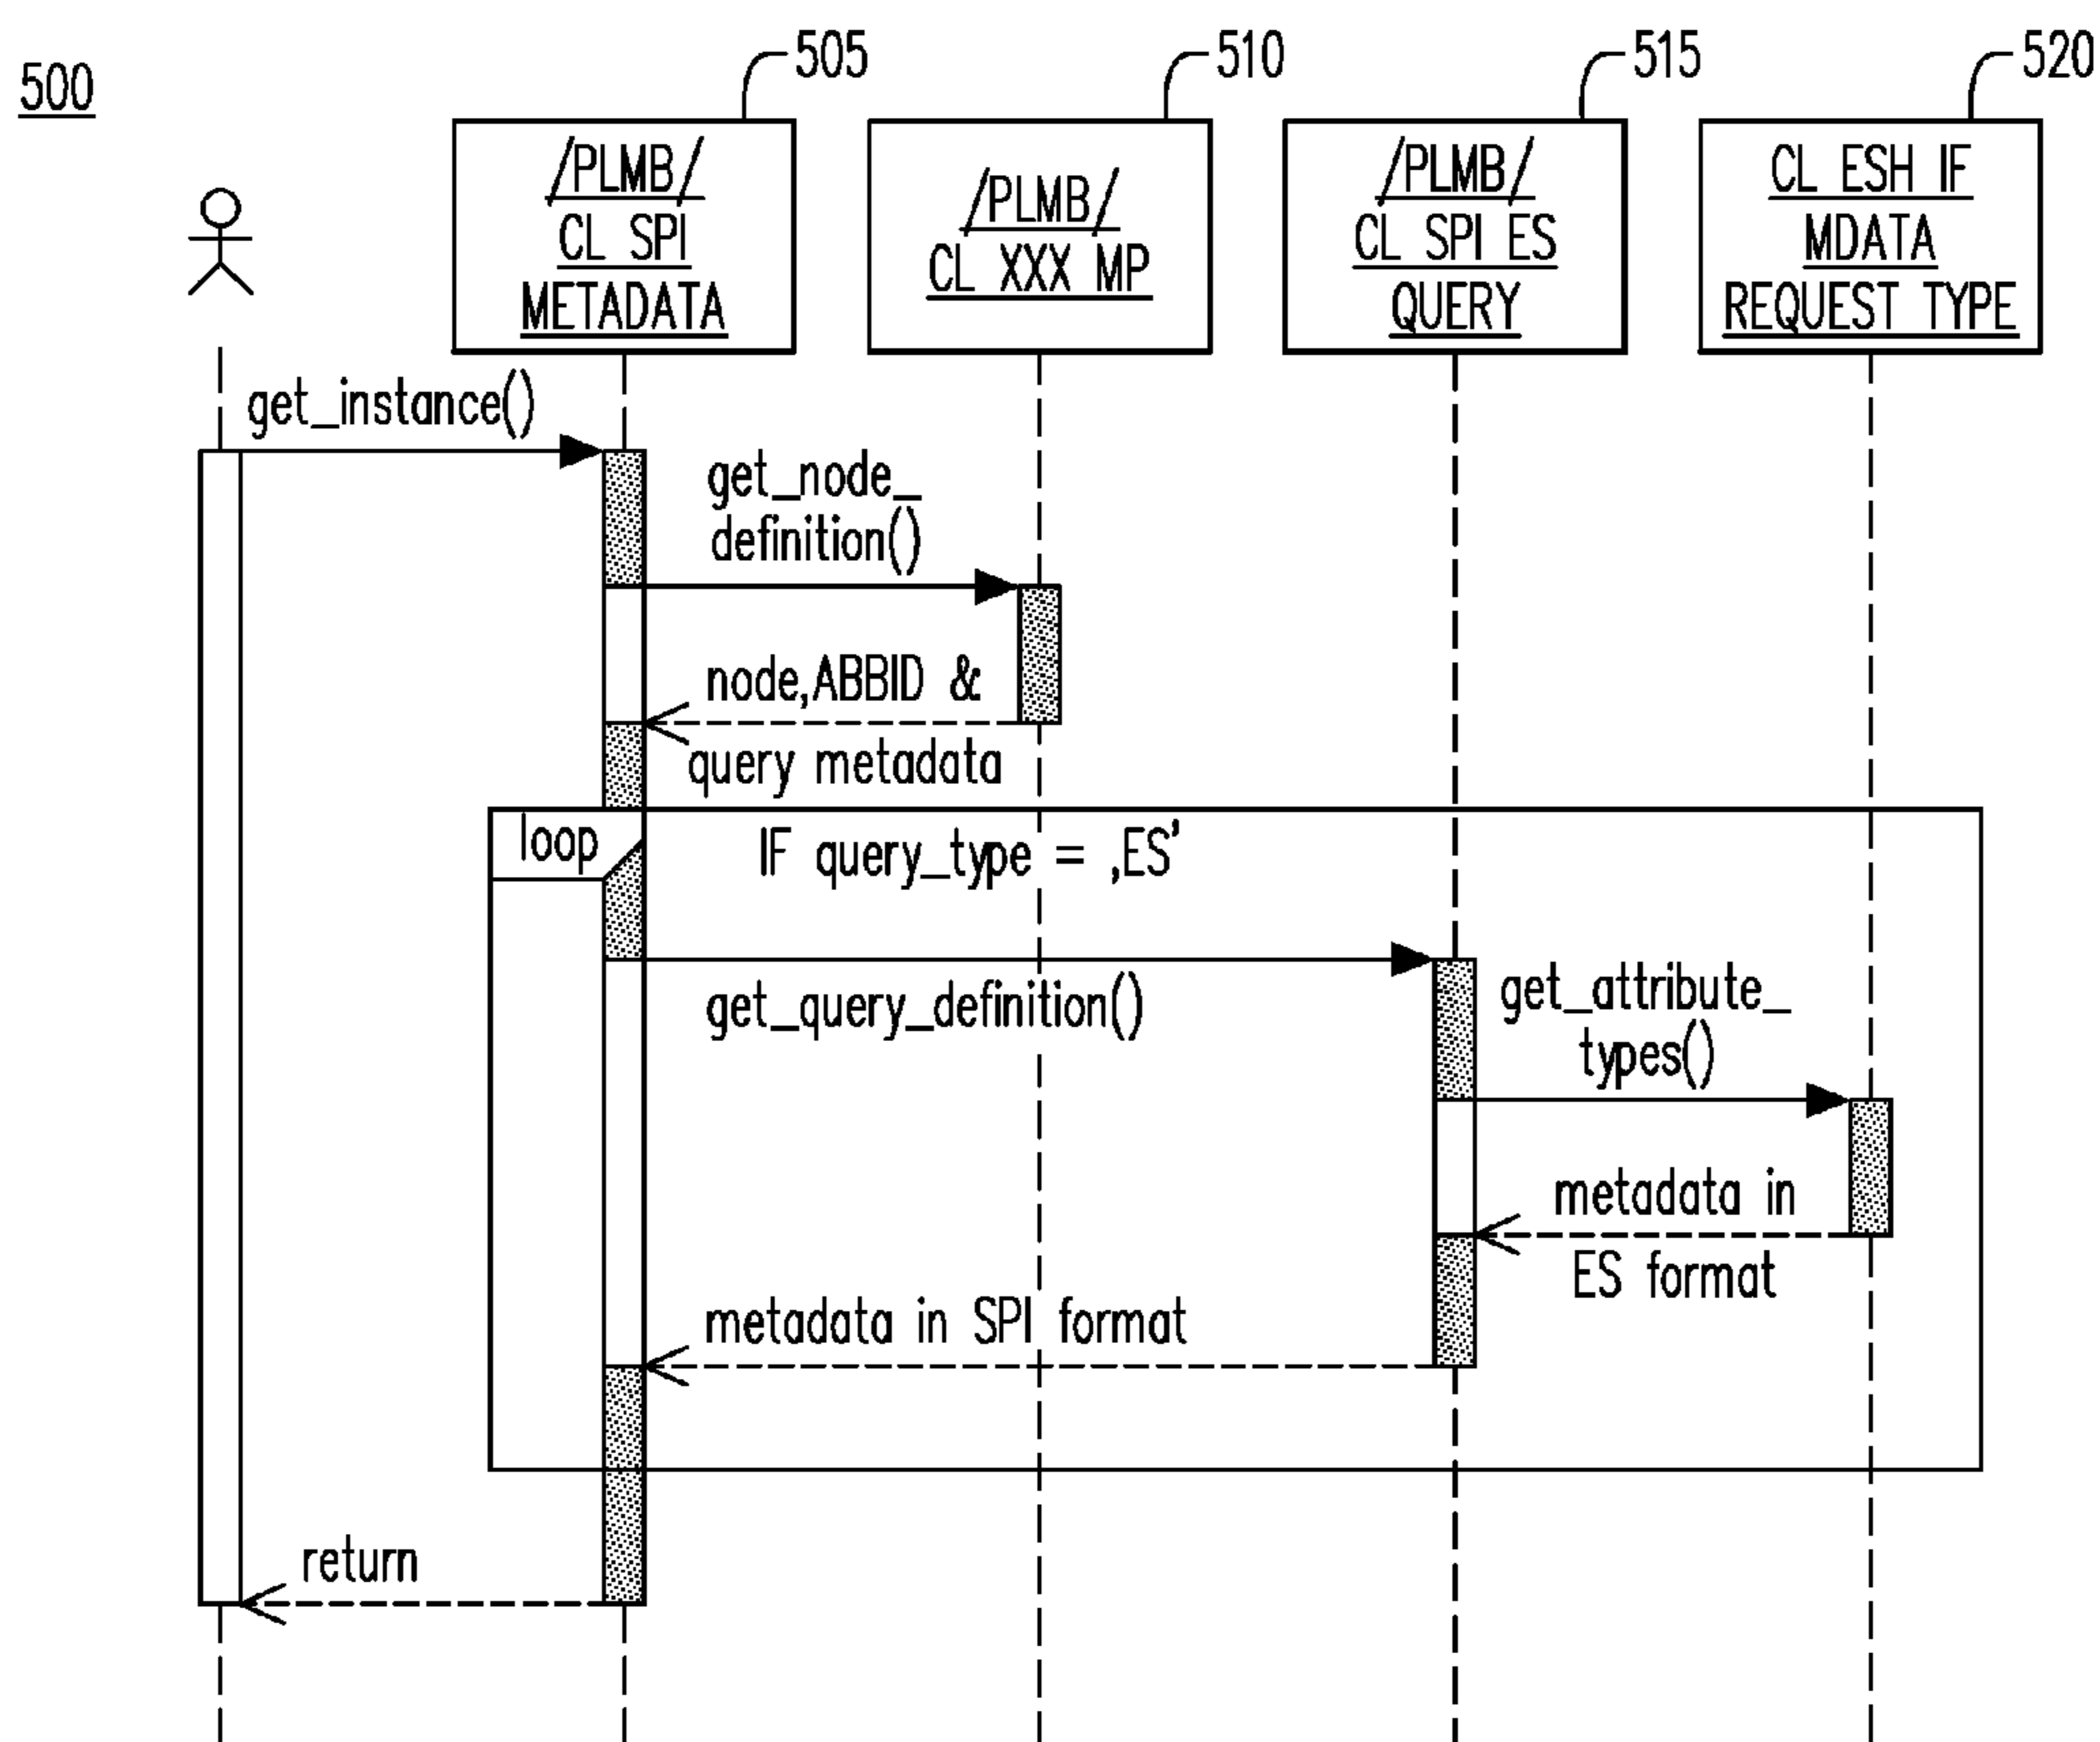 500
505
510
515
520
/PLMB/
CL SPI
METADATA
/PLMB/
CL XXX MP
/PLMB/
CL SPI ES
QUERY
CL ESH IF
MDATA
REQUEST TYPE
get_instance()
get_node_
definition()
node,ABBID &
query metadata
loop
IF query_type = ,ES'
get_query_definition()
get_attribute_
types()
metadata in
ES format
metadata in SPI format
return